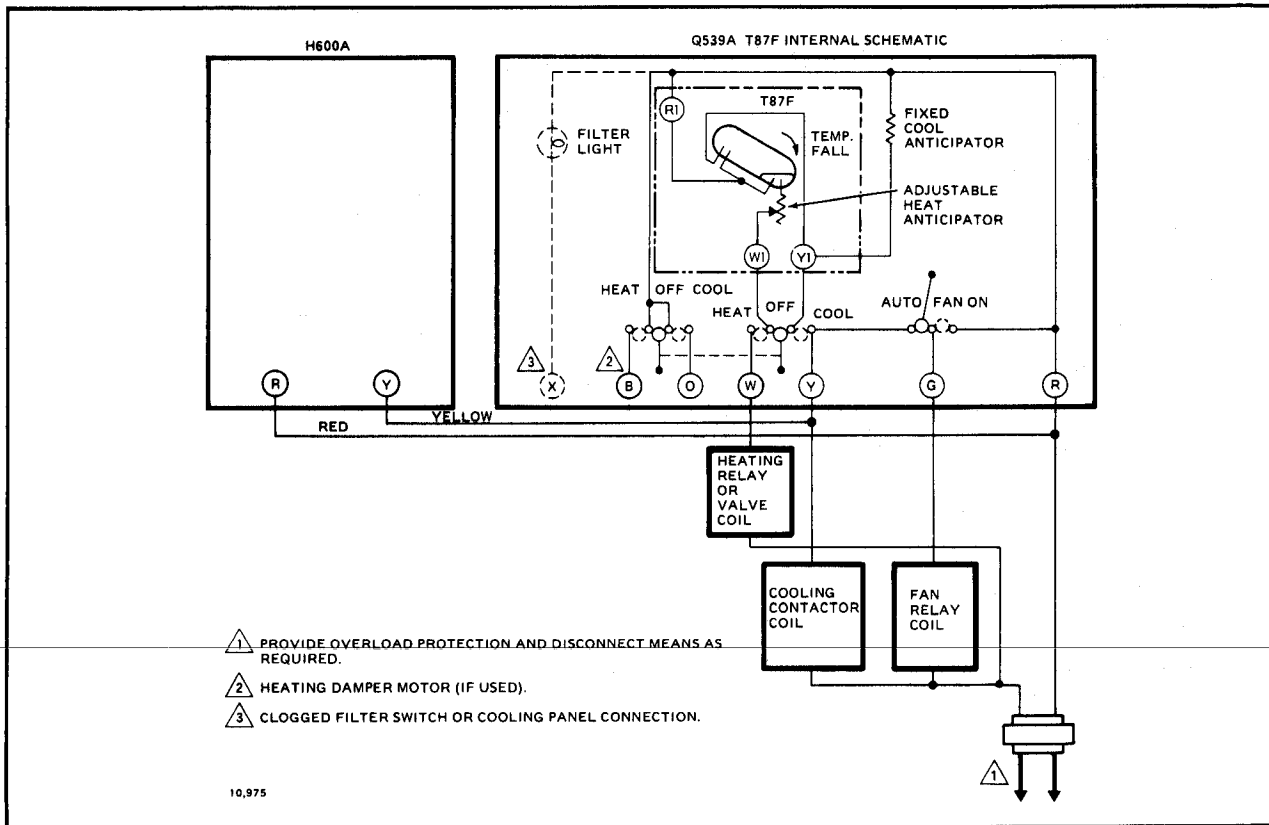 H600A
Q539A T87F INTERNAL SCHEMATIC
R1
T87F
FILTER
LIGHT
TEMP.
FALL
FIXED
COOL
ANTICIPATOR
ADJUSTABLE
HEAT
ANTICIPATOR
W1
Y1
HEAT OFF COOL
HEAT OFF COOL
AUTO FAN ON
3
2
R
Y
X
B
O
W
Y
G
R
YELLOW
RED
HEATING
RELAY
OR
VALVE
COIL
COOLING
CONTACTOR
COIL
FAN
RELAY
COIL
1 PROVIDE OVERLOAD PROTECTION AND DISCONNECT MEANS AS
REQUIRED.
2 HEATING DAMPER MOTOR (IF USED).
3 CLOGGED FILTER SWITCH OR COOLING PANEL CONNECTION.
1
10,975